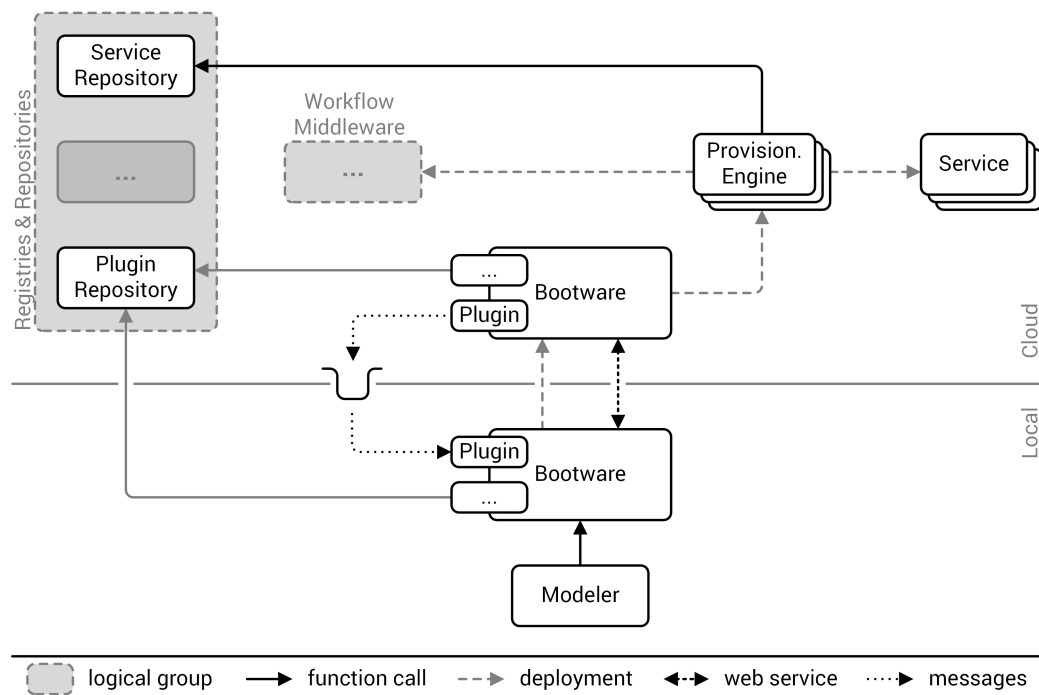 Service
Repository
Registries & Repositories
...
Plugin
Repository
Workflow
Middleware
...
Provision.
Engine
Service
...
Bootware
Plugin
Cloud
Local
Plugin
Bootware
...
Modeler
logical group
function call
deployment
web service
messages